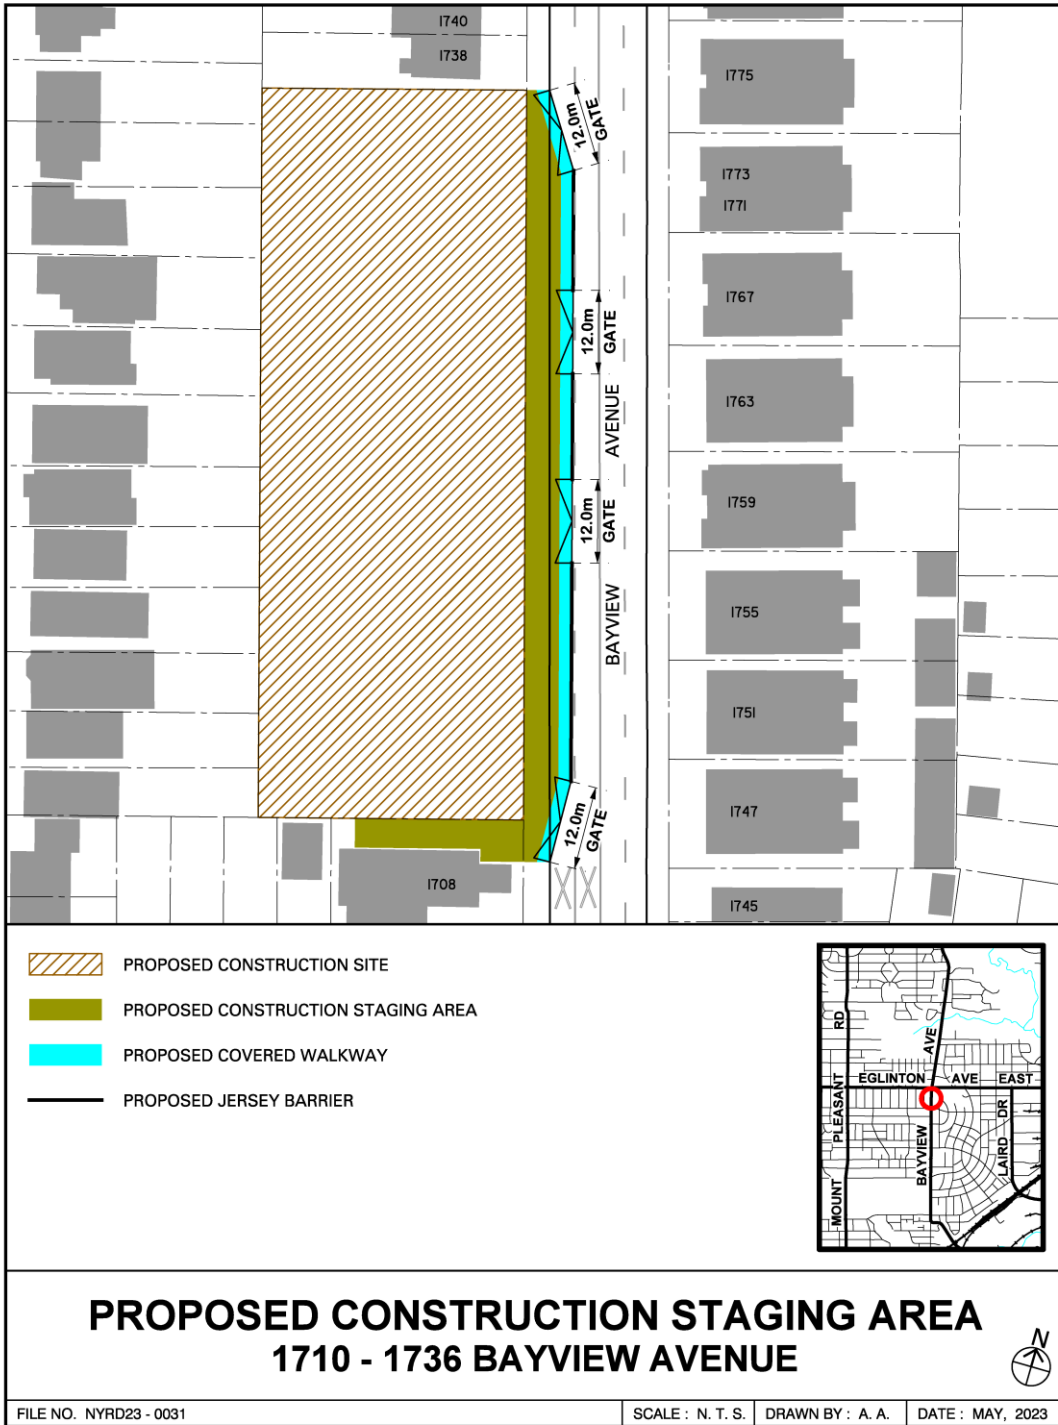 1740
1738
1775
12.0m
GATE
1773
1771
1767
12.0m
GATE
AVENUE
1763
12.0m
GATE
1759
BAYVIEW
1755
1751
12.0m
GATE
1747
1708
1745
PROPOSED CONSTRUCTION SITE
PROPOSED CONSTRUCTION STAGING AREA
PROPOSED COVERED WALKWAY
PROPOSED JERSEY BARRIER
MOUNT PLEASANT RD
AVE
EGLINTON AVE EAST
BAYVIEW
LAIRD DR
PROPOSED CONSTRUCTION STAGING AREA
1710 - 1736 BAYVIEW AVENUE
N
FILE NO. NYRD23 - 0031
SCALE : N. T. S.
DRAWN BY : A. A.
DATE : MAY, 2023